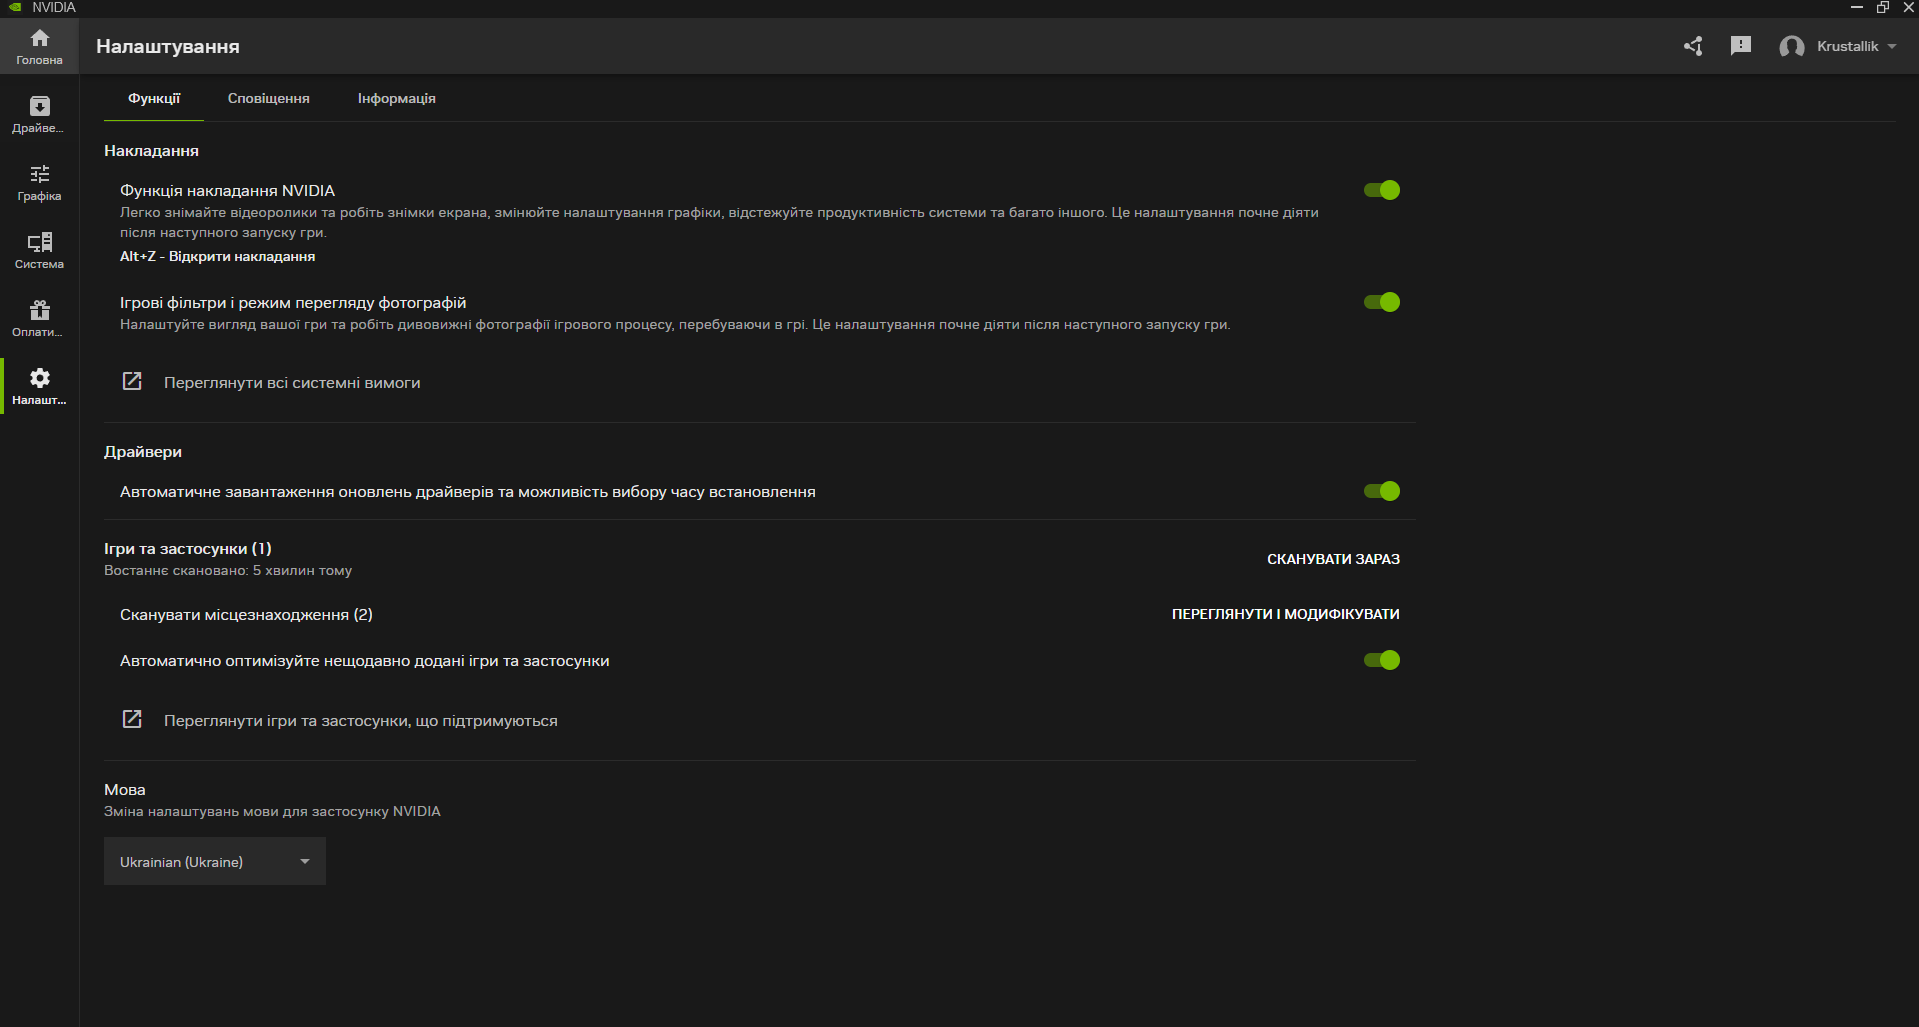 NVIDIA
Головна
Налаштування
Krustallik
Драйве...
Графіка
Система
Оплати...
Налашт...
Функції
Сповіщення
Інформація
Накладання
Функція накладання NVIDIA
Легко знімайте відеоролики та робіть знімки екрана, змінюйте налаштування графіки, відстежуйте продуктивність системи та багато іншого. Це налаштування почне діяти
після наступного запуску гри.
Alt+Z - Відкрити накладання
Ігрові фільтри і режим перегляду фотографій
Налаштуйте вигляд вашої гри та робіть дивовижні фотографії ігрового процесу, перебуваючи в грі. Це налаштування почне діяти після наступного запуску гри.
Переглянути всі системні вимоги
Драйвери
Автоматичне завантаження оновлень драйверів та можливість вибору часу встановлення
Ігри та застосунки (1)
Востаннє скановано: 5 хвилин тому
СКАНУВАТИ ЗАРАЗ
Сканувати місцезнаходження (2)
ПЕРЕГЛЯНУТИ І МОДИФІКУВАТИ
Автоматично оптимізуйте нещодавно додані ігри та застосунки
Переглянути ігри та застосунки, що підтримуються
Мова
Зміна налаштувань мови для застосунку NVIDIA
Ukrainian (Ukraine)